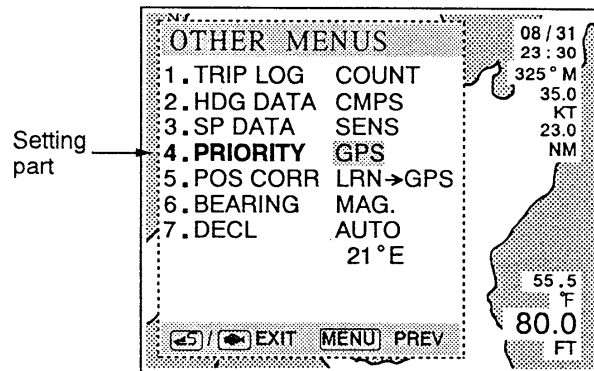 OTHER MENUS
1.TRIP LOG COUNT
2.HDG DATA CMPS
3.SP DATA SENS
4.PRIORITY GPS
5.POS CORR LRN→GPS
6.BEARING MAG.
7.DECL AUTO
21°E
/ EXIT MENU PREV
Setting
part
08/31
23:30
325°M
35.0
KT
23.0
NM
55.5
°F
80.0
FT